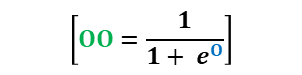 [OO = 1 / (1 + e^O)]